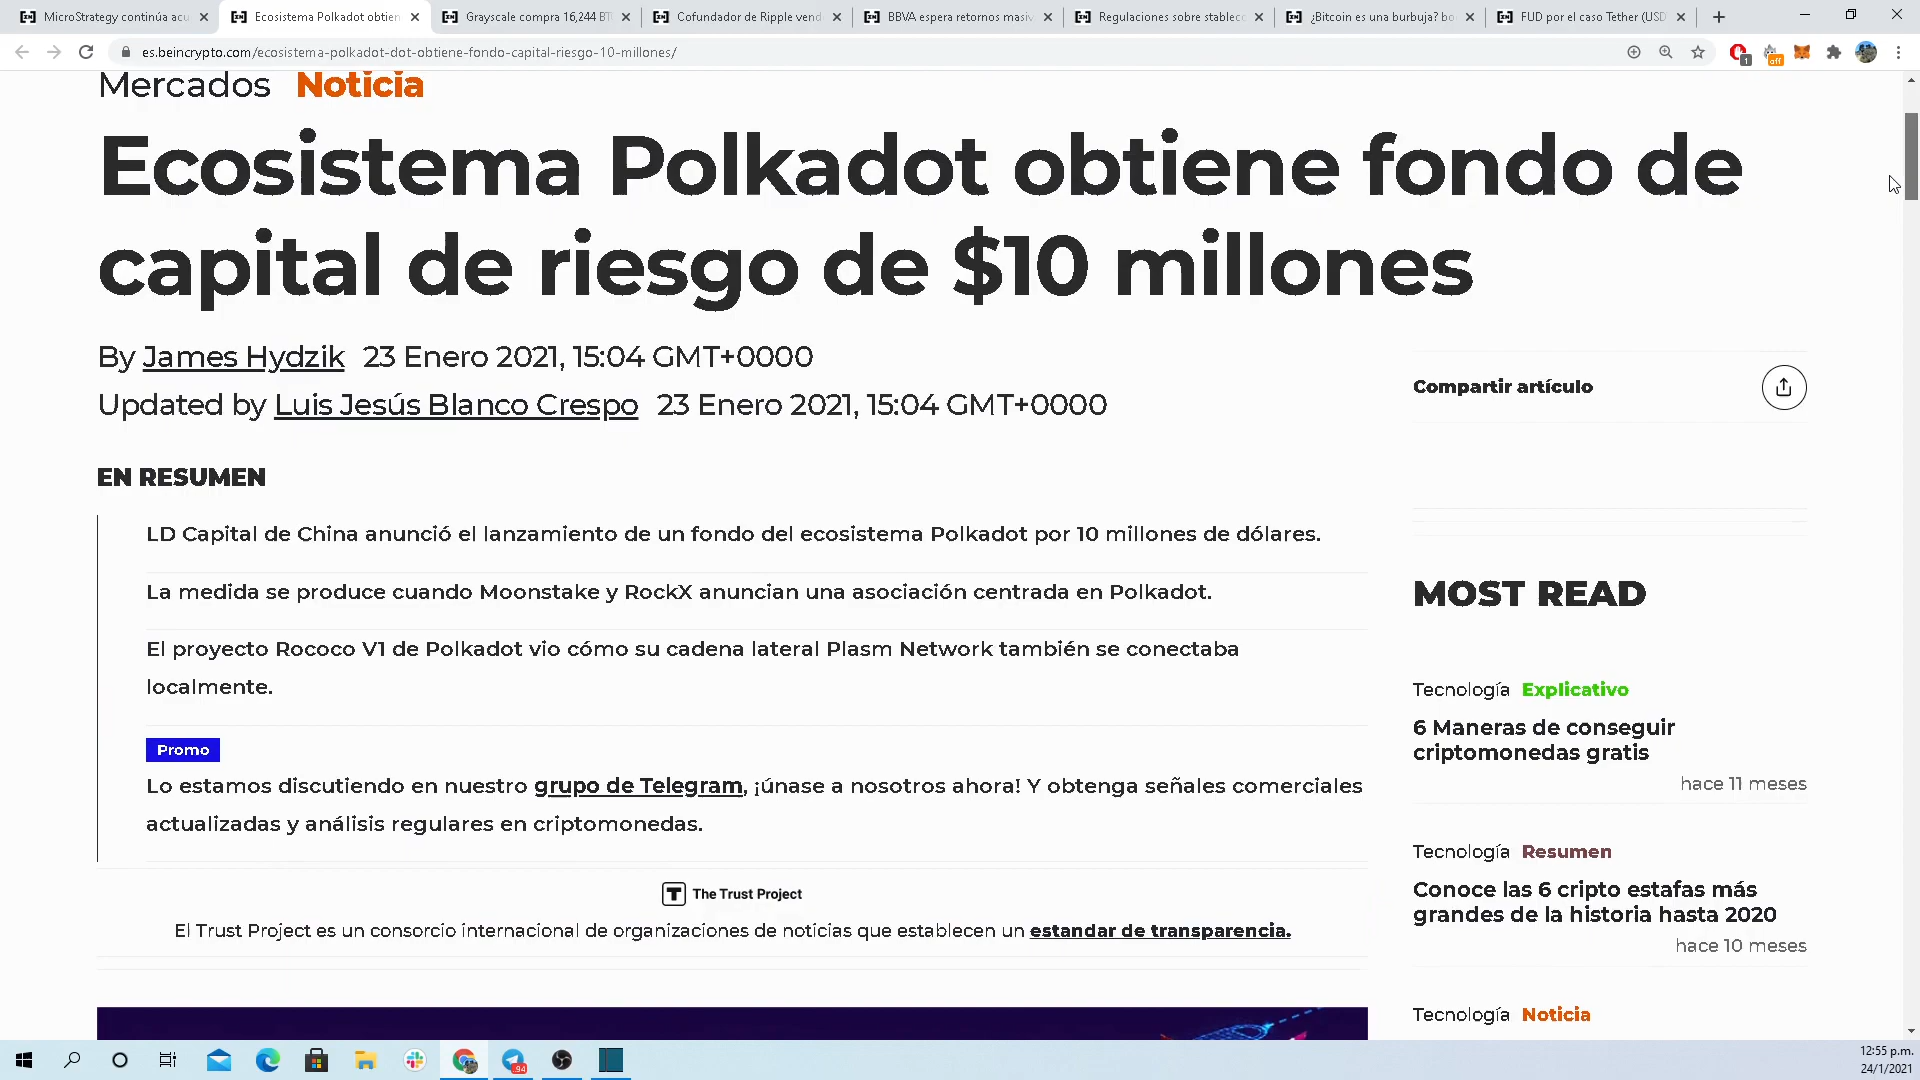 MicroStrategy continúa acu
Ecosistema Polkadot obtien
Grayscale compra 16,244 BT
Cofundador de Ripple vend
BBVA espera retornos masiv
Regulaciones sobre stablec
¿Bitcoin es una burbuja? bo
FUD por el caso Tether (USD
es.beincrypto.com/ecosistema-polkadot-dot-obtiene-fondo-capital-riesgo-10-millones/
1
off
Mercados Noticia
Ecosistema Polkadot obtiene fondo de
capital de riesgo de $10 millones
By James Hydzik 23 Enero 2021, 15:04 GMT+0000
Updated by Luis Jesús Blanco Crespo 23 Enero 2021, 15:04 GMT+0000
Compartir artículo
EN RESUMEN
LD Capital de China anunció el lanzamiento de un fondo del ecosistema Polkadot por 10 millones de dólares.
La medida se produce cuando Moonstake y RockX anuncian una asociación centrada en Polkadot.
El proyecto Rococo V1 de Polkadot vio cómo su cadena lateral Plasm Network también se conectaba
localmente.
Promo
Lo estamos discutiendo en nuestro grupo de Telegram, ¡únase a nosotros ahora! Y obtenga señales comerciales
actualizadas y análisis regulares en criptomonedas.
The Trust Project
El Trust Project es un consorcio internacional de organizaciones de noticias que establecen un estandar de transparencia.
MOST READ
Tecnología Explicativo
6 Maneras de conseguir
criptomonedas gratis
hace 11 meses
Tecnología Resumen
Conoce las 6 cripto estafas más
grandes de la historia hasta 2020
hace 10 meses
Tecnología Noticia
94
12:55 p.m.
24/1/2021